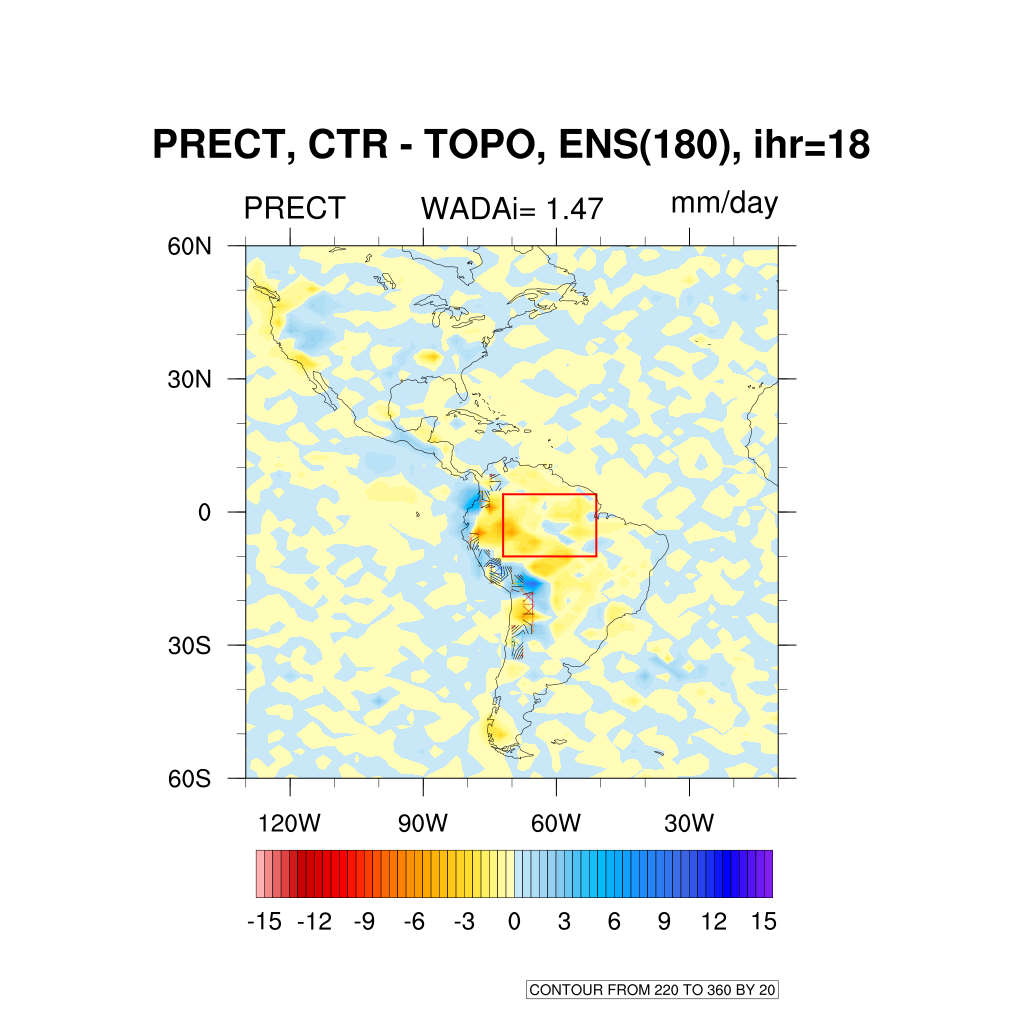 PRECT, CTR - TOPO, ENS(180), ihr=18
PRECT WADAi= 1.47 mm/day
60N
30N
0
30S
60S
120W 90W 60W 30W
-15 -12 -9 -6 -3 0 3 6 9 12 15
CONTOUR FROM 220 TO 360 BY 20